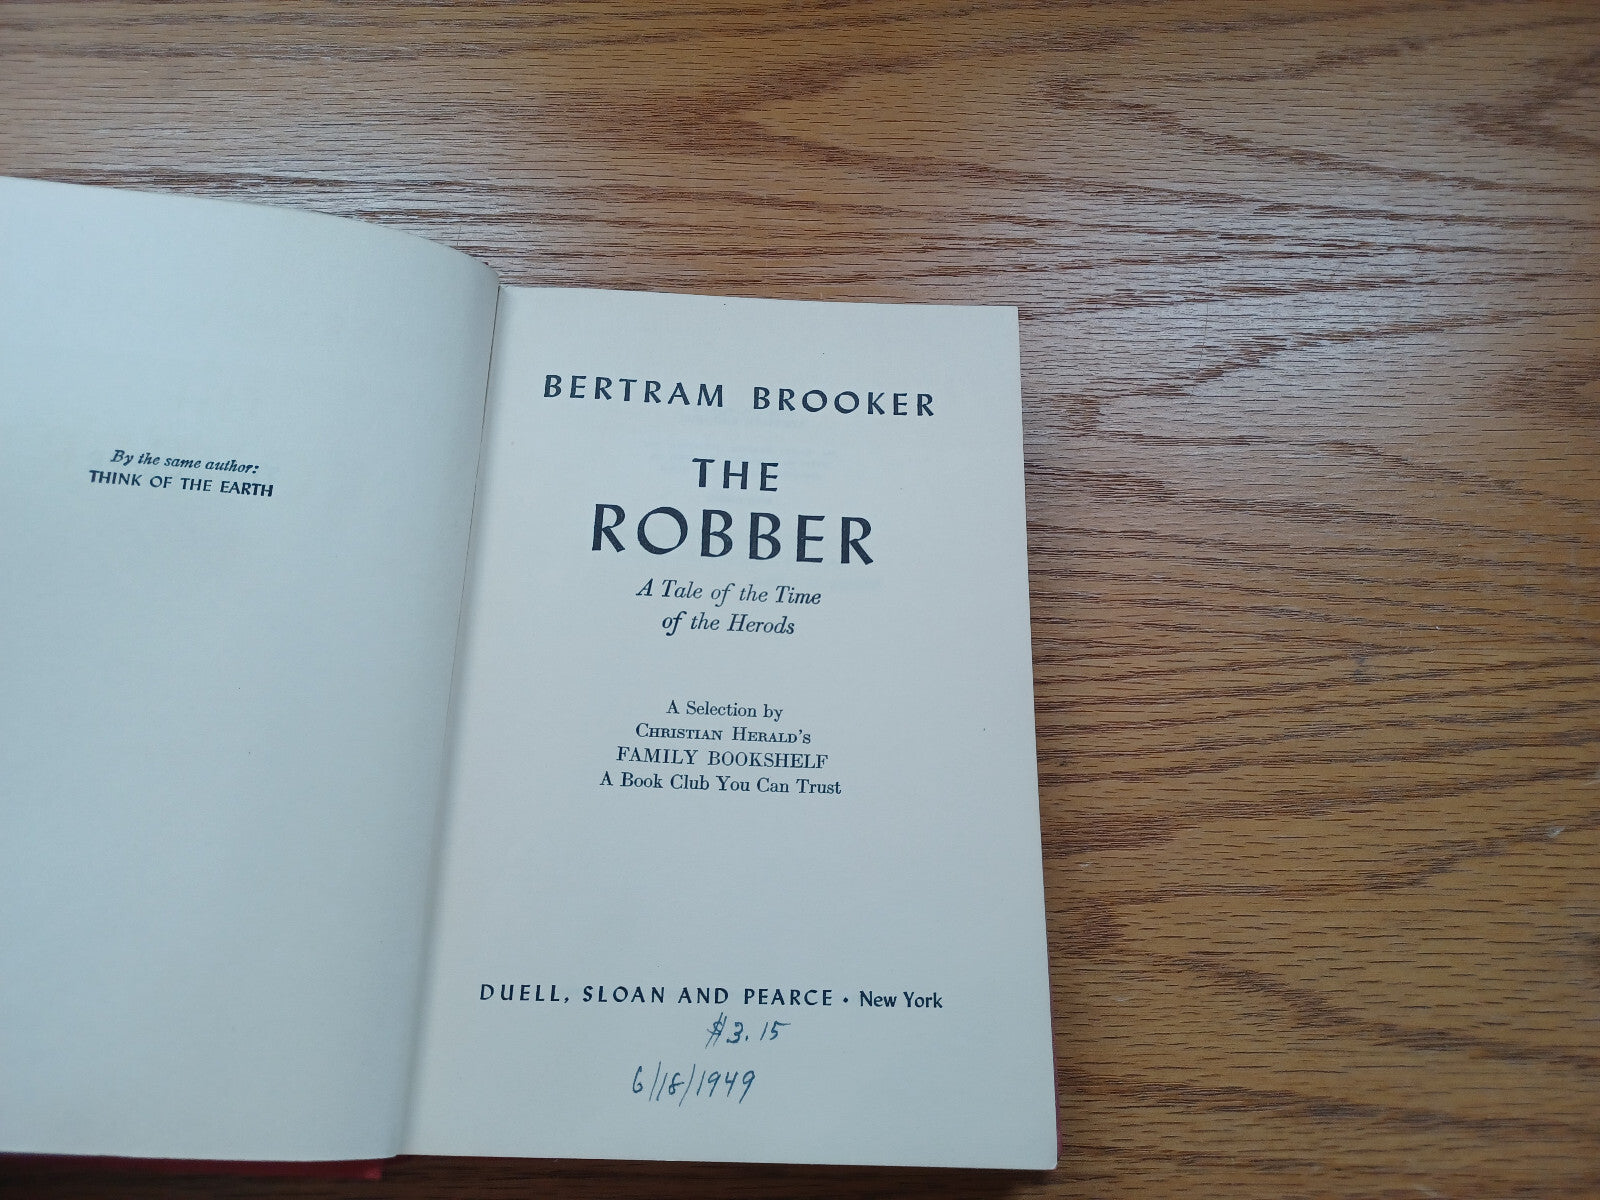 By the same author:
THINK OF THE EARTH
BERTRAM BROOKER
THE
ROBBER
A Tale of the Time
of the Herods
A Selection by
CHRISTIAN HERALD'S
FAMILY BOOKSHELF
A Book Club You Can Trust
DUELL, SLOAN AND PEARCE • New York
$3.15
6/18/1949